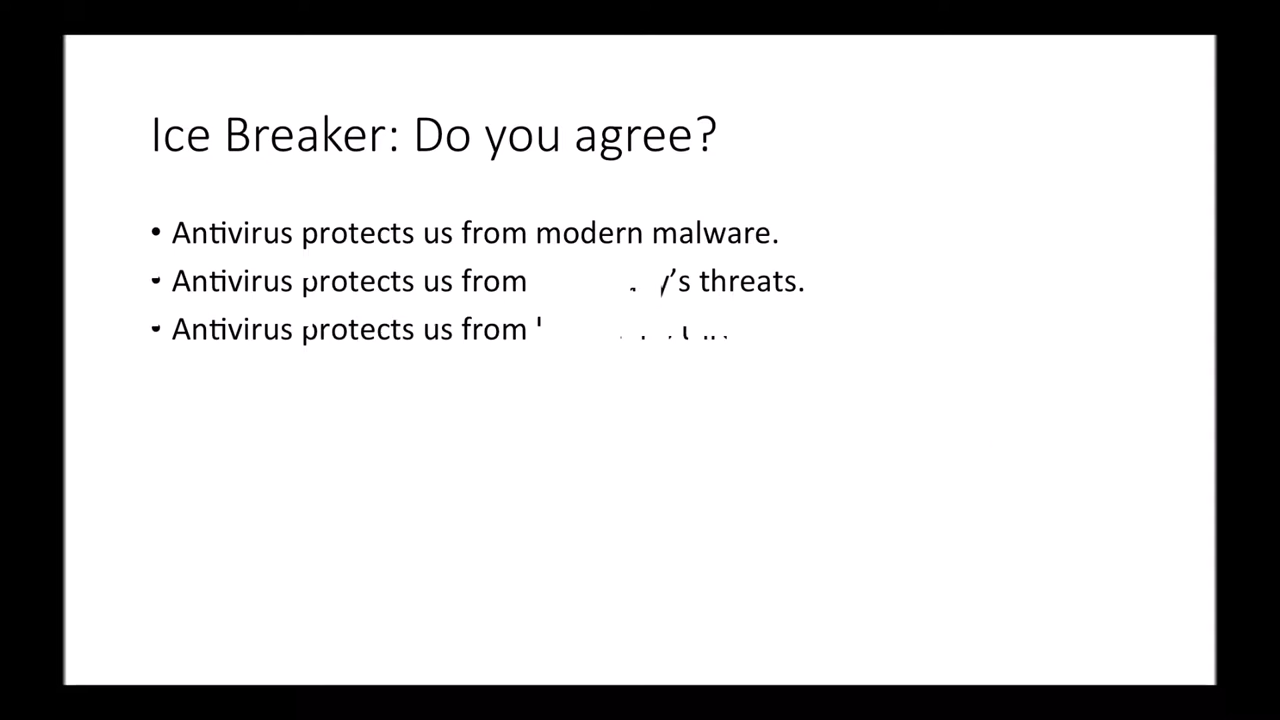 Ice Breaker: Do you agree?
• Antivirus protects us from modern malware.
• Antivirus protects us from threats.
• Antivirus protects us from